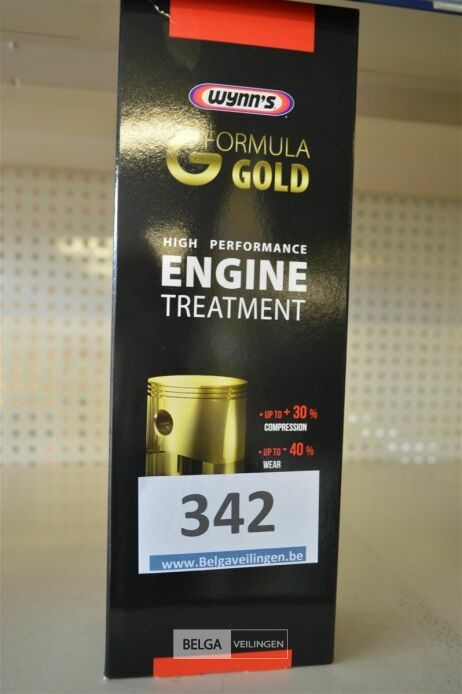 Wynn's
FORMULA
G GOLD
HIGH PERFORMANCE
ENGINE
TREATMENT
• UP TO + 30 %
COMPRESSION
• UP TO - 40 %
WEAR
342
www.Belgaveilingen.be
BELGA VEILINGEN